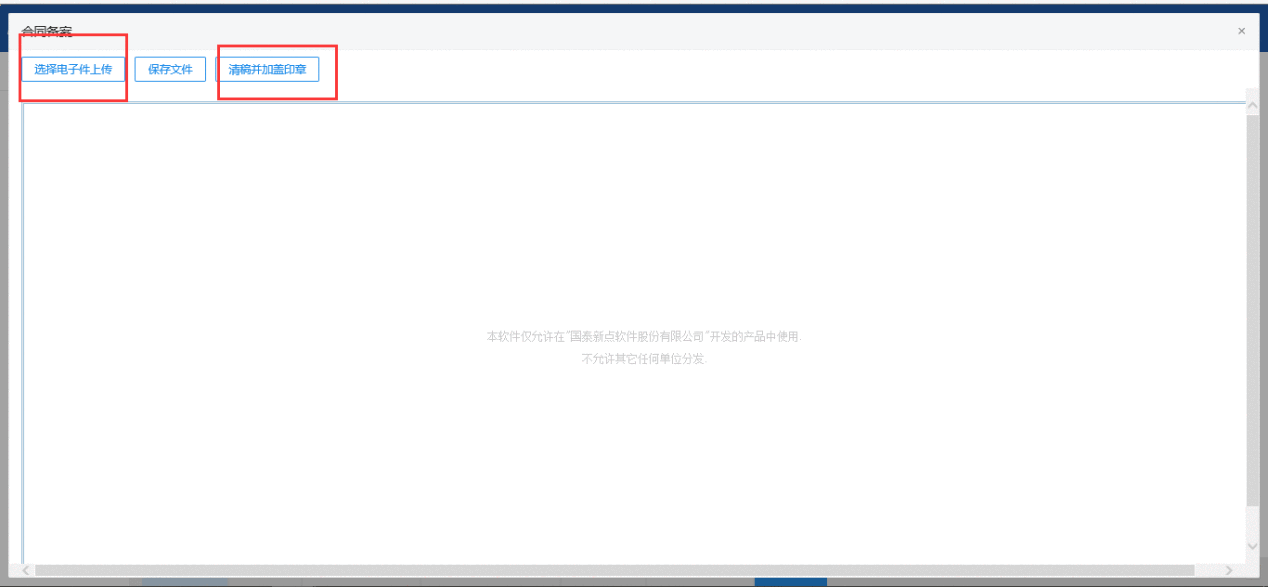 合同备案
选择电子件上传 保存文件 清稿并加盖印章
本软件仅允许在"国泰新点软件股份有限公司"开发的产品中使用.
不允许其它任何单位分发.